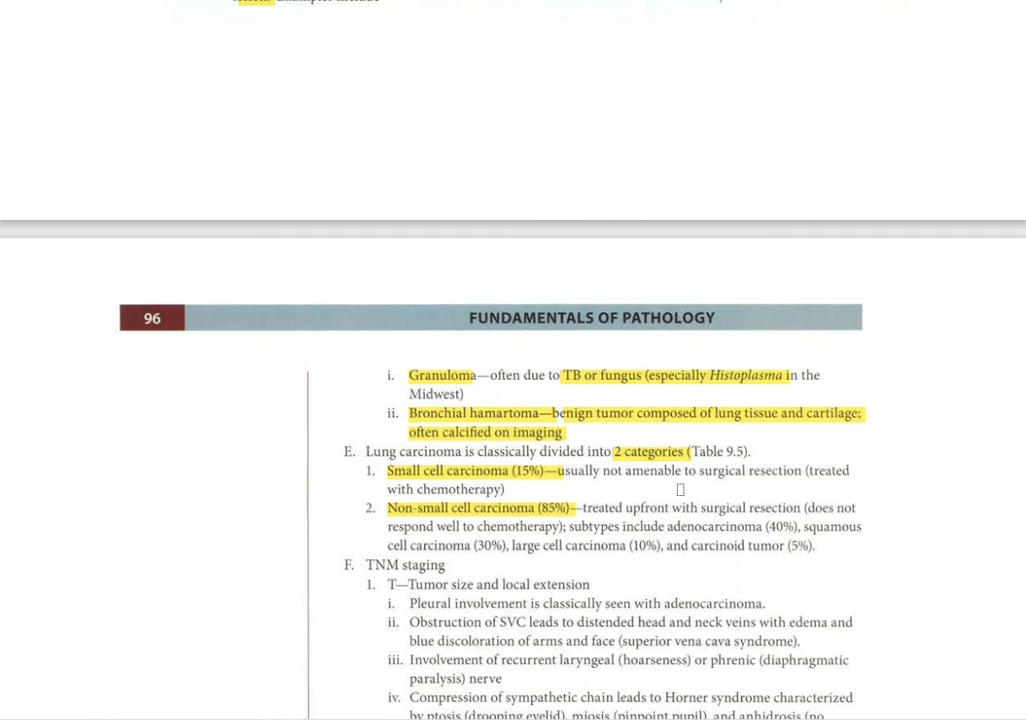 lesion. Examples include
96
FUNDAMENTALS OF PATHOLOGY
i. Granuloma—often due to TB or fungus (especially Histoplasma in the
Midwest)
ii. Bronchial hamartoma—benign tumor composed of lung tissue and cartilage;
often calcified on imaging
E. Lung carcinoma is classically divided into 2 categories (Table 9.5).
1. Small cell carcinoma (15%)—usually not amenable to surgical resection (treated
with chemotherapy)
2. Non-small cell carcinoma (85%)—treated upfront with surgical resection (does not
respond well to chemotherapy); subtypes include adenocarcinoma (40%), squamous
cell carcinoma (30%), large cell carcinoma (10%), and carcinoid tumor (5%).
F. TNM staging
1. T—Tumor size and local extension
i. Pleural involvement is classically seen with adenocarcinoma.
ii. Obstruction of SVC leads to distended head and neck veins with edema and
blue discoloration of arms and face (superior vena cava syndrome).
iii. Involvement of recurrent laryngeal (hoarseness) or phrenic (diaphragmatic
paralysis) nerve
iv. Compression of sympathetic chain leads to Horner syndrome characterized
by ptosis (drooping eyelid), miosis (pinpoint pupil), and anhidrosis (no